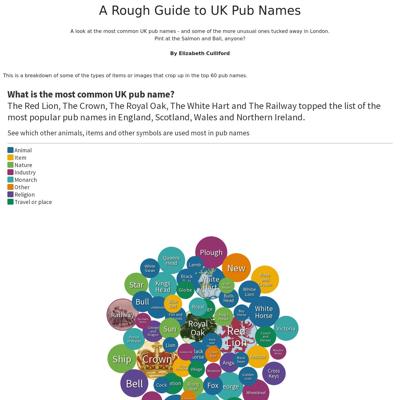 A Rough Guide to UK Pub Names
A look at the most common UK pub names - and some of the more unusual ones tucked away in London.
Pint at the Salmon and Ball, anyone?
By Elizabeth Culliford
This is a breakdown of some of the types of items or images that crop up in the top 60 pub names.
What is the most common UK pub name?
The Red Lion, The Crown, The Royal Oak, The White Hart and The Railway topped the list of the
most popular pub names in England, Scotland, Wales and Northern Ireland.
See which other animals, items and other symbols are used most in pub names
Animal
Item
Nature
Industry
Monarch
Other
Religion
Travel or place
Plough
Queens
Head
New
Star
Kings
Head
Black
White
Hart
Globe
Bull
White
Horse
Railway
Royal
Sun
Royal
Oak
Red
Lion
Victoria
Lion
Ship
Crown
Cross
Keys
Bell
Cock
Fox
George
Wheatsheaf